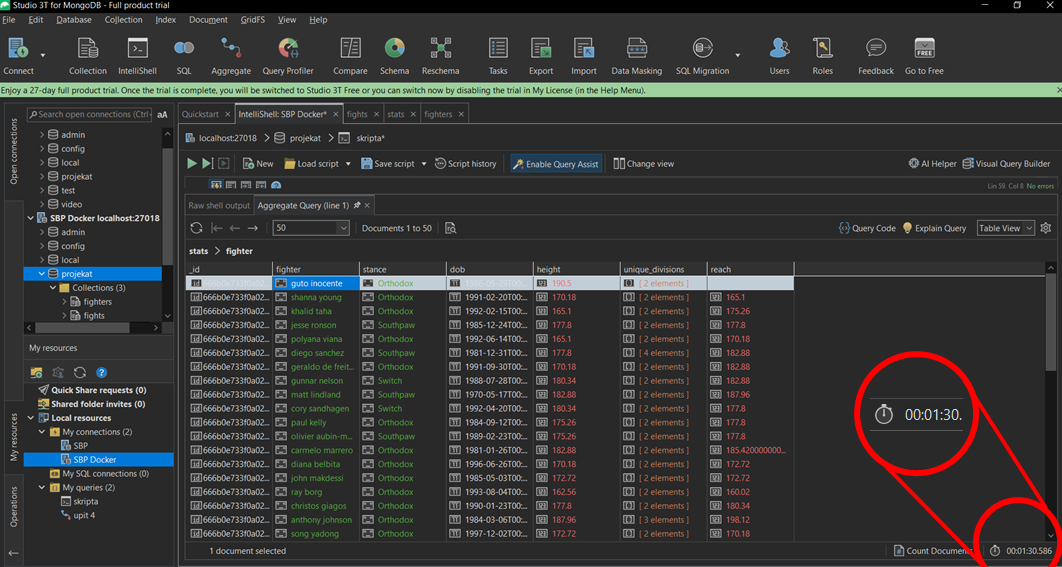 Studio 3T for MongoDB - Full product trial
File Edit Database Collection Index Document GridFS View Help
Connect Collection IntelliShell SQL Aggregate Query Profiler Compare Schema Reschema Tasks Export Import Data Masking SQL Migration Users Roles Feedback FREE Go to Free
Enjoy a 27-day full product trial. Once the trial is complete, you will be switched to Studio 3T Free or you can switch now by disabling the trial in My License (in the Help Menu).
Open connections
Search open connections (Ctrl+ aA
admin
config
local
projekat
test
video
SBP Docker localhost:27018
admin
config
local
projekat
Collections (3)
fighters
fights
My resources
My resources
Quick Share requests (0)
Shared folder invites (0)
Local resources
My connections (2)
SBP
SBP Docker
My SQL connections (0)
My queries (2)
skripta
upit 4
Operations
Quickstart IntelliShell: SBP Docker* fights stats fighters
localhost:27018 projekat skripta*
New Load script Save script Script history Enable Query Assist Change view AI Helper Visual Query Builder
Lin 59, Col 8 No errors
Raw shell output Aggregate Query (line 1)
50 Documents 1 to 50 Query Code Explain Query Table View
stats > fighter
_id fighter stance dob height unique_divisions reach
guto inocente Orthodox 190.5 [ 2 elements ]
666b0e733f0a02... shanna young Orthodox 1991-02-20T00:... 170.18 [ 2 elements ] 165.1
666b0e733f0a02... khalid taha Orthodox 1992-02-15T00:... 165.1 [ 2 elements ] 175.26
666b0e733f0a02... jesse ronson Southpaw 1985-12-24T00:... 177.8 [ 2 elements ] 177.8
666b0e733f0a02... polyana viana Orthodox 1992-06-14T00:... 165.1 [ 2 elements ] 170.18
666b0e733f0a02... diego sanchez Southpaw 1981-12-31T00:... 177.8 [ 4 elements ] 182.88
666b0e733f0a02... geraldo de freit... Orthodox 1991-09-30T00:... 170.18 [ 2 elements ] 182.88
666b0e733f0a02... gunnar nelson Switch 1988-07-28T00:... 180.34 [ 2 elements ] 182.88
666b0e733f0a02... matt lindland Southpaw 1970-05-17T00:... 182.88 [ 2 elements ] 187.96
666b0e733f0a02... cory sandhagen Switch 1992-04-20T00:... 180.34 [ 2 elements ] 177.8
666b0e733f0a02... paul kelly Orthodox 1984-09-12T00:... 175.26 [ 2 elements ] 177.8
666b0e733f0a02... olivier aubin-m... Southpaw 1989-02-23T00:... 175.26 [ 2 elements ] 177.8
666b0e733f0a02... carmelo marrero Orthodox 1981-01-26T00:... 182.88 [ 2 elements ] 185.420000000...
666b0e733f0a02... diana belbita Orthodox 1996-06-26T00:... 170.18 [ 2 elements ] 172.72
666b0e733f0a02... john makdessi Orthodox 1985-05-03T00:... 172.72 [ 2 elements ] 172.72
666b0e733f0a02... ray borg Orthodox 1993-08-04T00:... 162.56 [ 2 elements ] 160.02
666b0e733f0a02... christos giagos Orthodox 1990-01-23T00:... 177.8 [ 2 elements ] 180.34
666b0e733f0a02... anthony johnson Orthodox 1984-03-06T00:... 187.96 [ 3 elements ] 198.12
666b0e733f0a02... song yadong Orthodox 1997-12-02T00:... 172.72 [ 2 elements ] 170.18
00:01:30.
1 document selected Count Documents 00:01:30.586